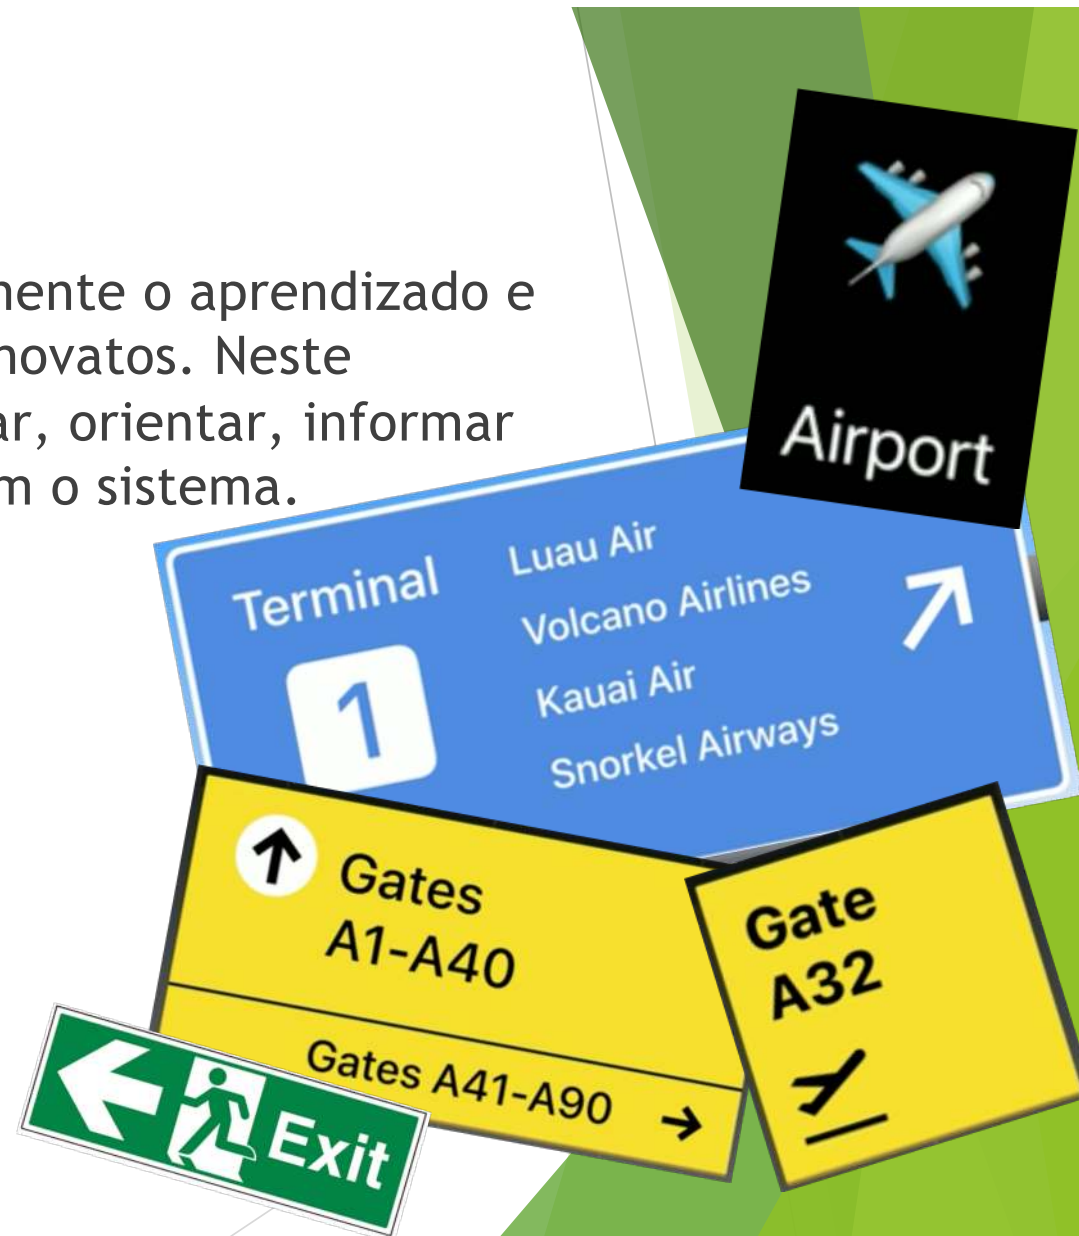 mente o aprendizado e
novatos. Neste
ar, orientar, informar
m o sistema.
Airport
Terminal
1
Luau Air
Volcano Airlines
Kauai Air
Snorkel Airways
Gates
A1-A40
Gates A41-A90
Gate
A32
Exit